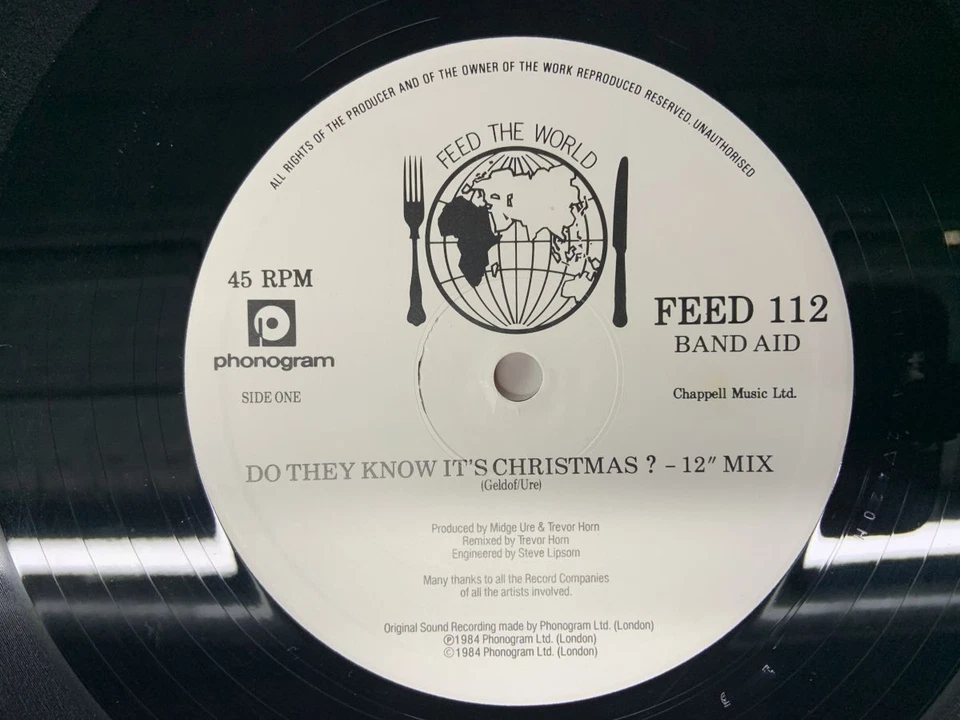 ALL RIGHTS OF THE PRODUCER AND OF THE OWNER OF THE WORK REPRODUCED RESERVED. UNAUTHORISED
FEED THE WORLD
45 RPM
phonogram
SIDE ONE
FEED 112
BAND AID
Chappell Music Ltd.
DO THEY KNOW IT'S CHRISTMAS ? – 12" MIX
(Geldof/Ure)
Produced by Midge Ure & Trevor Horn
Remixed by Trevor Horn
Engineered by Steve Lipsom
Many thanks to all the Record Companies
of all the artists involved.
Original Sound Recording made by Phonogram Ltd. (London)
℗1984 Phonogram Ltd. (London)
©1984 Phonogram Ltd. (London)